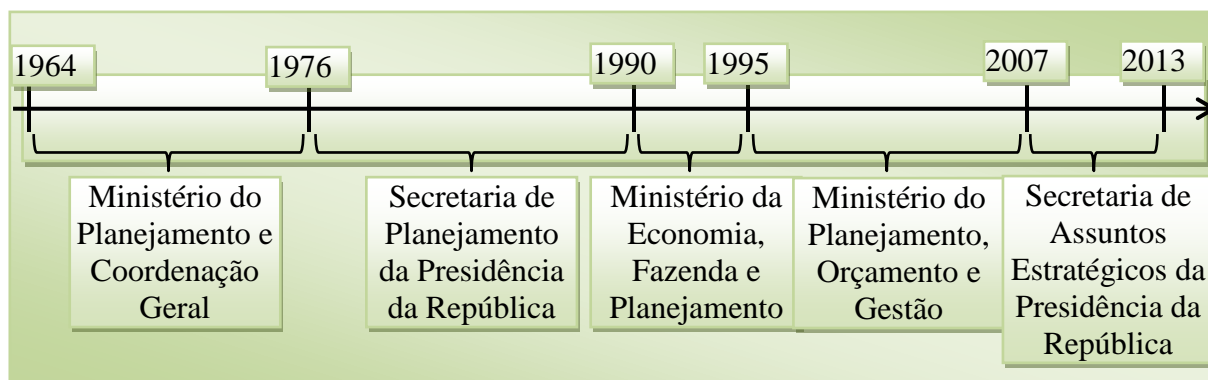 1964
1976
1990
1995
2007
2013
Ministério do
Planejamento e
Coordenação
Geral
Secretaria de
Planejamento
da Presidência
da República
Ministério da
Economia,
Fazenda e
Planejamento
Ministério do
Planejamento,
Orçamento e
Gestão
Secretaria de
Assuntos
Estratégicos da
Presidência da
República